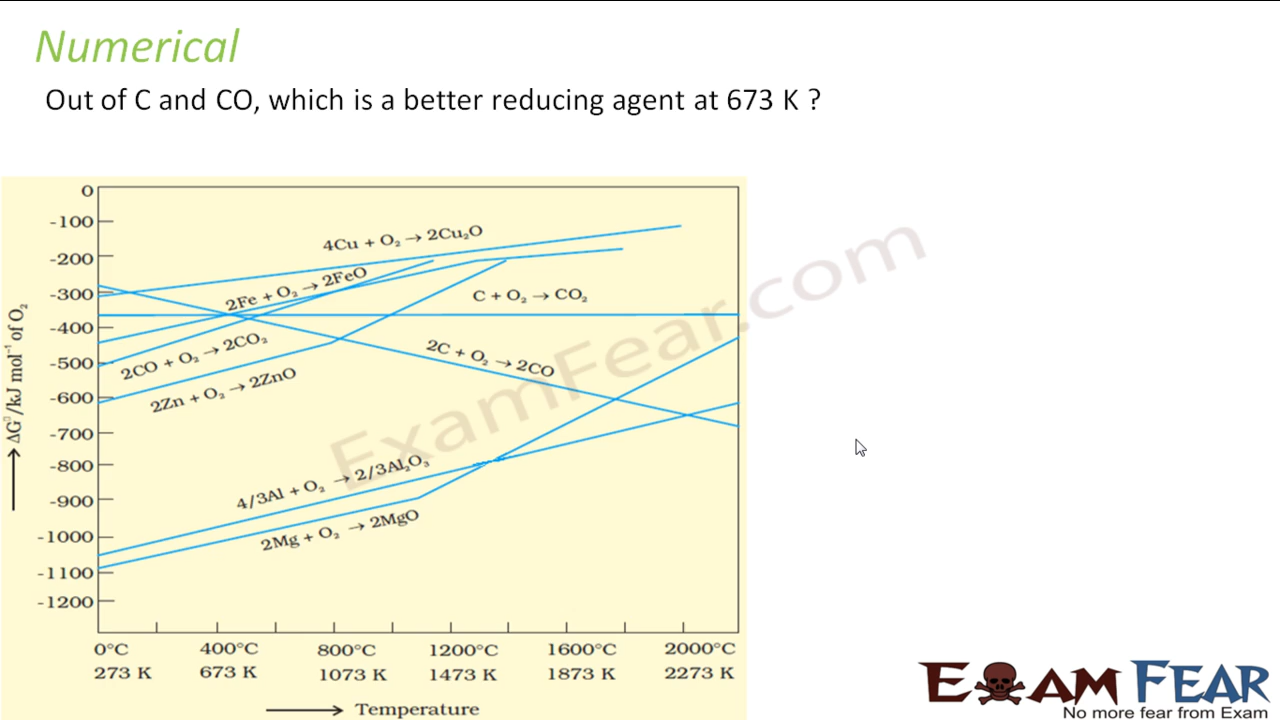 Numerical
Out of C and CO, which is a better reducing agent at 673 K ?
0
-100
-200
-300
-400
-500
-600
-700
-800
-900
-1000
-1100
-1200
ΔG⁰/kJ mol⁻¹ of O₂
4Cu + O₂ → 2Cu₂O
2Fe + O₂ → 2FeO
C + O₂ → CO₂
2CO + O₂ → 2CO₂
2C + O₂ → 2CO
2Zn + O₂ → 2ZnO
4/3Al + O₂ → 2/3Al₂O₃
2Mg + O₂ → 2MgO
0°C 400°C 800°C 1200°C 1600°C 2000°C
273 K 673 K 1073 K 1473 K 1873 K 2273 K
Temperature
ExamFear.com
EXAM FEAR
No more fear from Exam